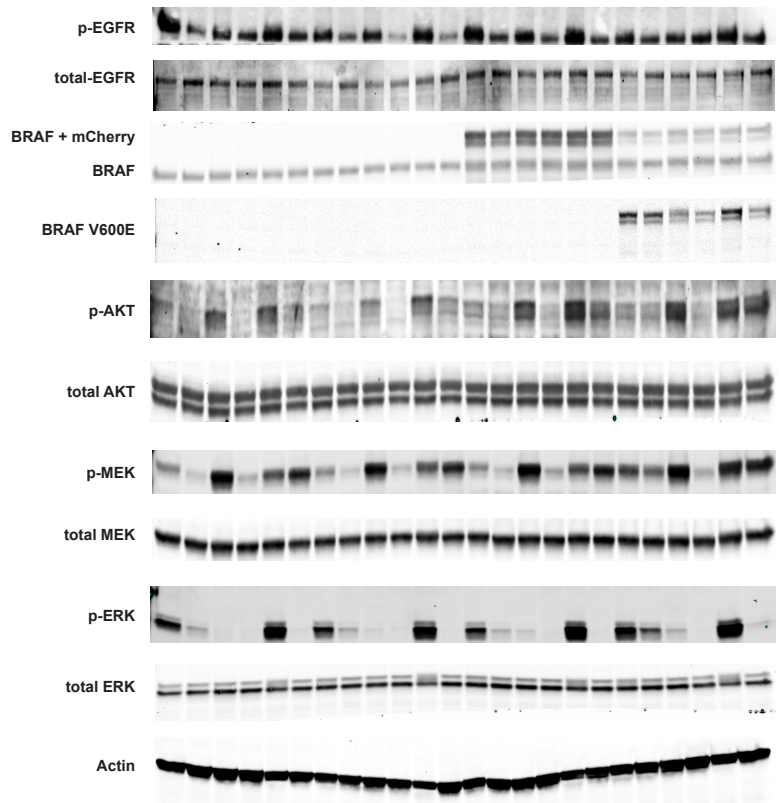 p-EGFR
total-EGFR
BRAF + mCherry
BRAF
BRAF V600E
p-AKT
total AKT
p-MEK
total MEK
p-ERK
total ERK
Actin